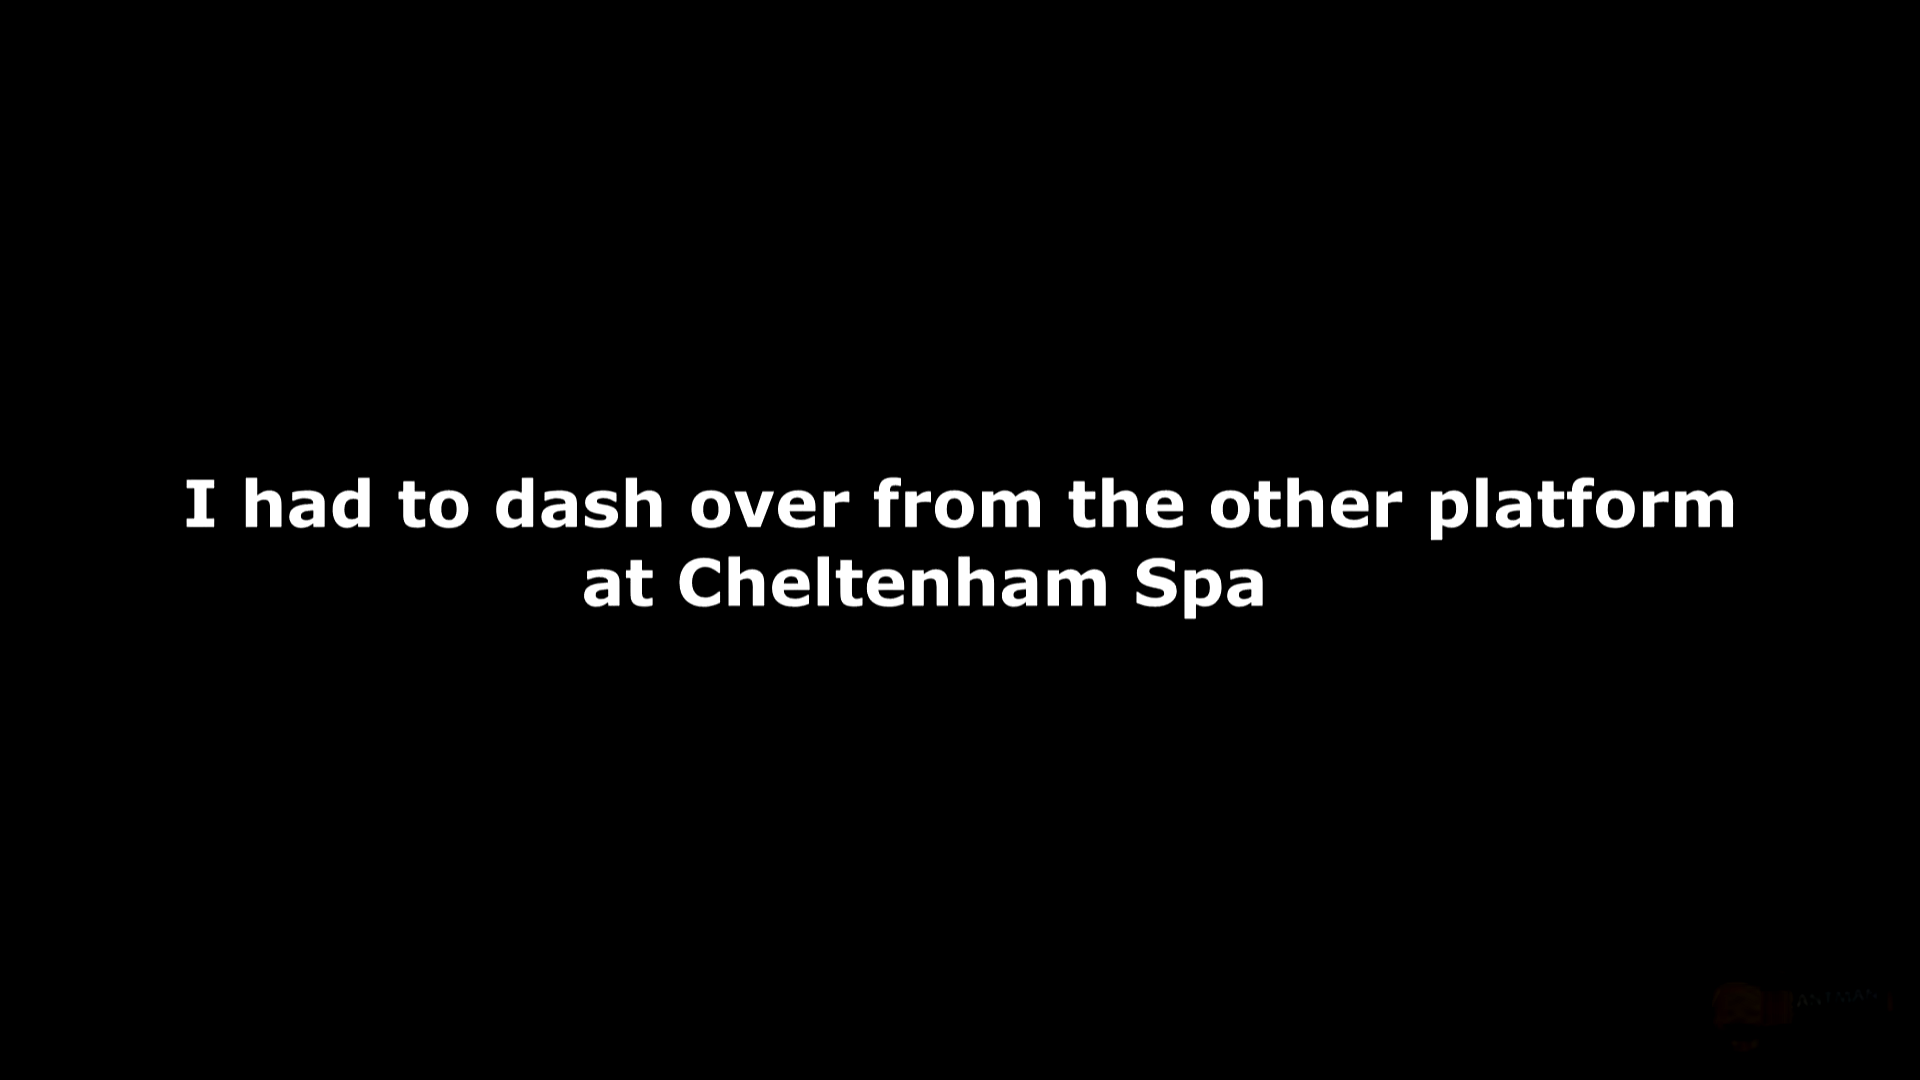 I had to dash over from the other platform
at Cheltenham Spa